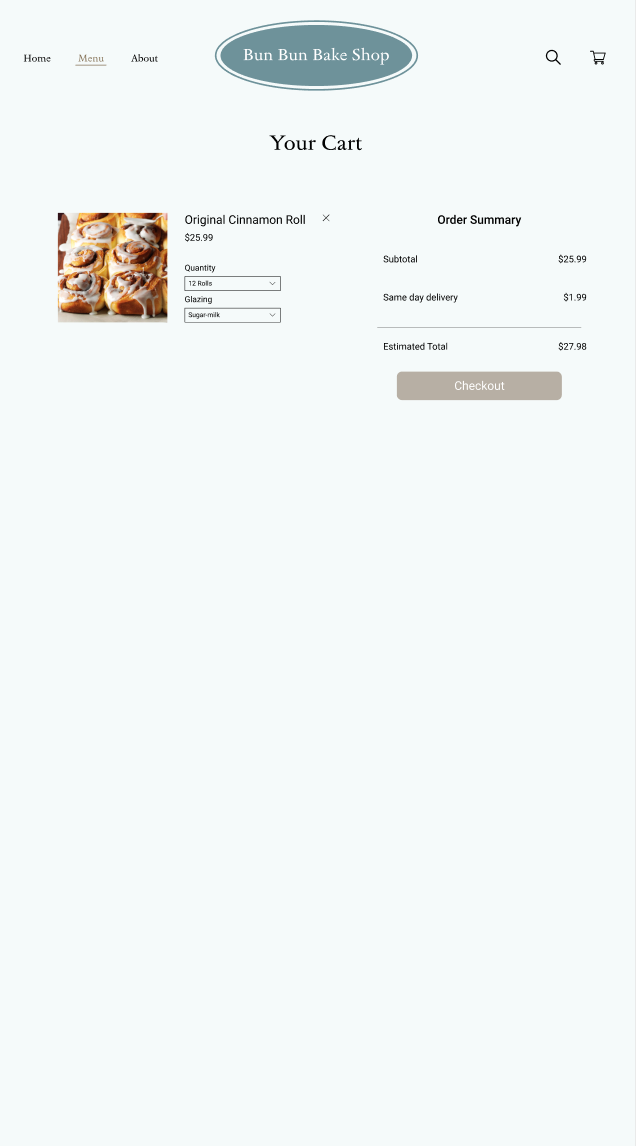 Home
Menu
About
Bun Bun Bake Shop
Your Cart
Original Cinnamon Roll
$25.99
Quantity
12 Rolls
Glazing
Sugar-milk
Order Summary
Subtotal $25.99
Same day delivery $1.99
Estimated Total $27.98
Checkout